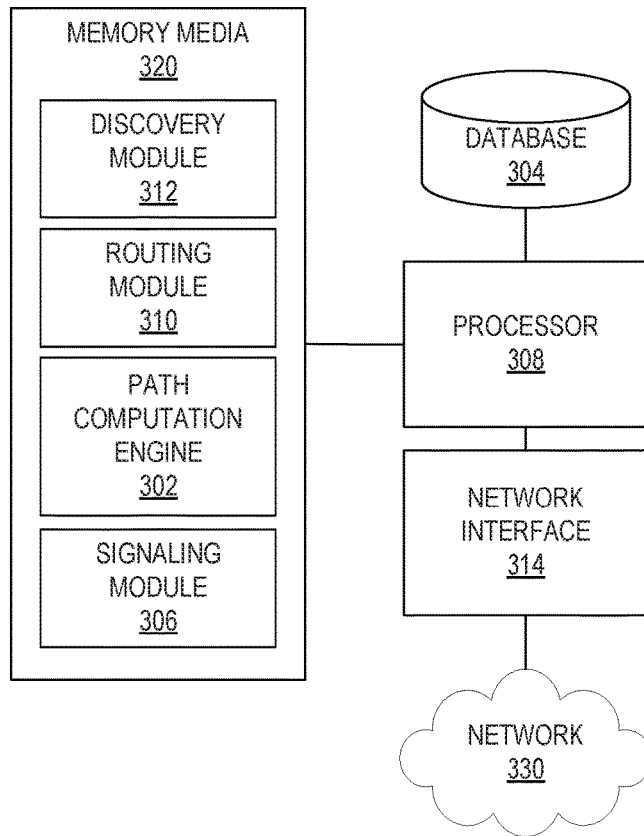 MEMORY MEDIA
320
DISCOVERY
MODULE
312
ROUTING
MODULE
310
PATH
COMPUTATION
ENGINE
302
SIGNALING
MODULE
306
DATABASE
304
PROCESSOR
308
NETWORK
INTERFACE
314
NETWORK
330